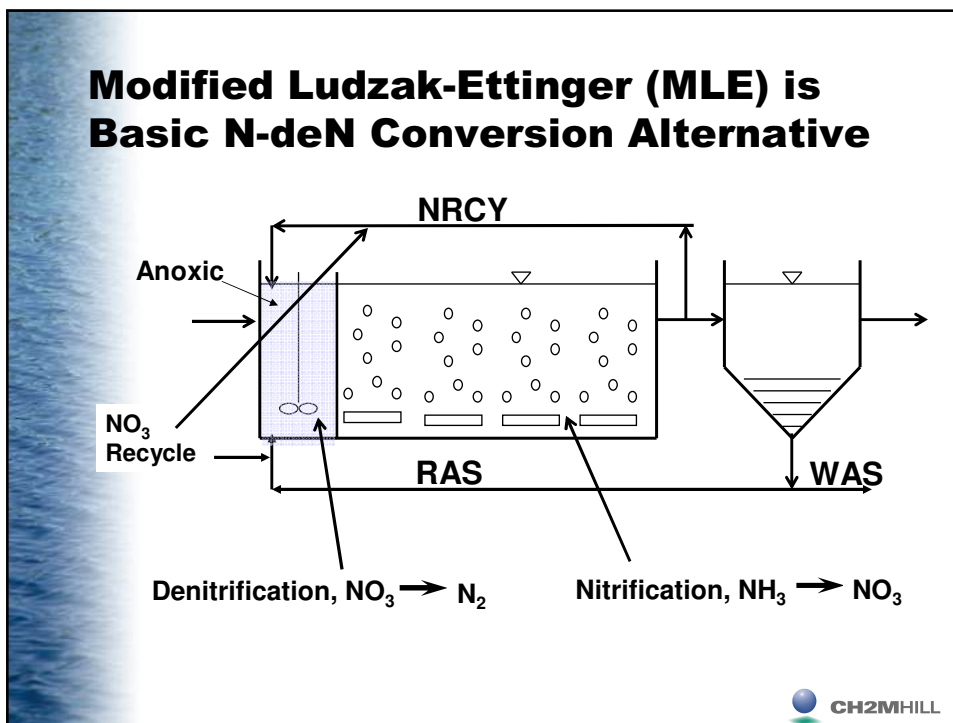 Modified Ludzak-Ettinger (MLE) is
Basic N-deN Conversion Alternative
NRCY
Anoxic
NO₃
Recycle
RAS
WAS
Denitrification, NO₃ → N₂
Nitrification, NH₃ → NO₃
CH2MHILL